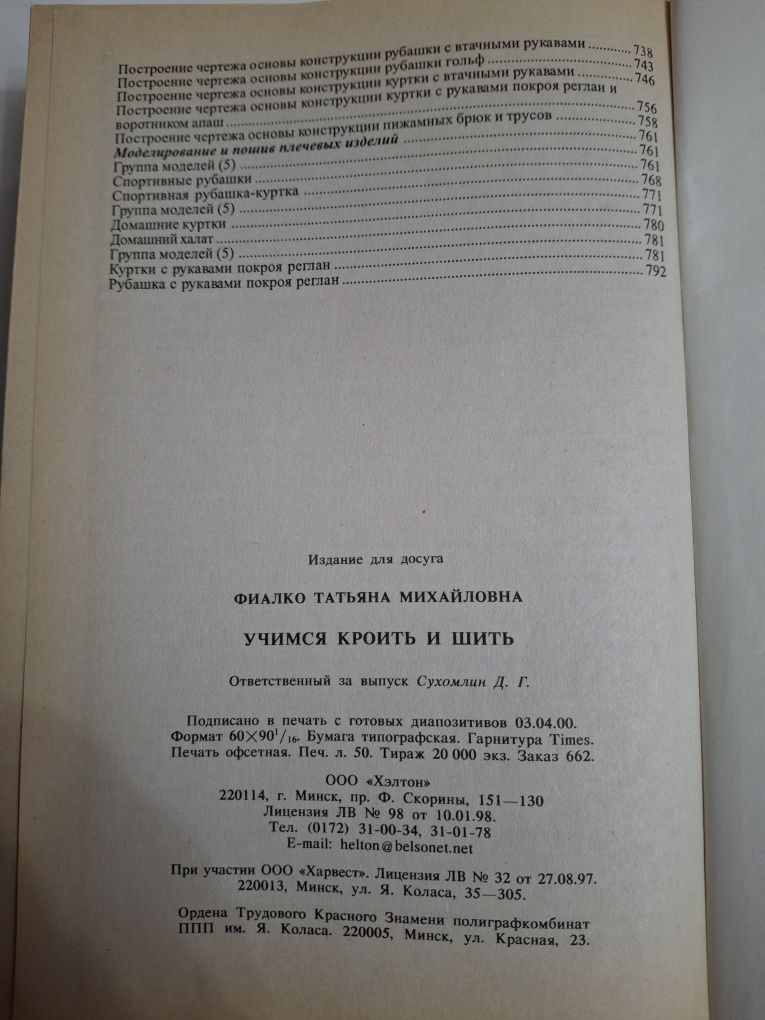 Построение чертежа основы конструкции рубашки с втачными рукавами ............ 738
Построение чертежа основы конструкции рубашки гольф ............ 743
Построение чертежа основы конструкции куртки с втачными рукавами ............ 746
Построение чертежа основы конструкции куртки с рукавами покроя реглан и
воротником апаш ............ 756
Построение чертежа основы конструкции пижамных брюк и трусов ............ 758
Моделирование и пошив плечевых изделий ............ 761
Группа моделей (5) ............ 761
Спортивные рубашки ............ 761
Спортивная рубашка-куртка ............ 768
Группа моделей (5) ............ 771
Домашние куртки ............ 771
Домашний халат ............ 780
Группа моделей (5) ............ 781
Куртки с рукавами покроя реглан ............ 781
Рубашка с рукавами покроя реглан ............ 792
Издание для досуга
ФИАЛКО ТАТЬЯНА МИХАЙЛОВНА
УЧИМСЯ КРОИТЬ И ШИТЬ
Ответственный за выпуск Сухомлин Д. Г.
Подписано в печать с готовых диапозитивов 03.04.00.
Формат 60×90¹/₁₆. Бумага типографская. Гарнитура Times.
Печать офсетная. Печ. л. 50. Тираж 20 000 экз. Заказ 662.
ООО «Хэлтон»
220114, г. Минск, пр. Ф. Скорины, 151—130
Лицензия ЛВ № 98 от 10.01.98.
Тел. (0172) 31-00-34, 31-01-78
E-mail: helton@belsonet.net
При участии ООО «Харвест». Лицензия ЛВ № 32 от 27.08.97.
220013, Минск, ул. Я. Коласа, 35—305.
Ордена Трудового Красного Знамени полиграфкомбинат
ППП им. Я. Коласа. 220005, Минск, ул. Красная, 23.